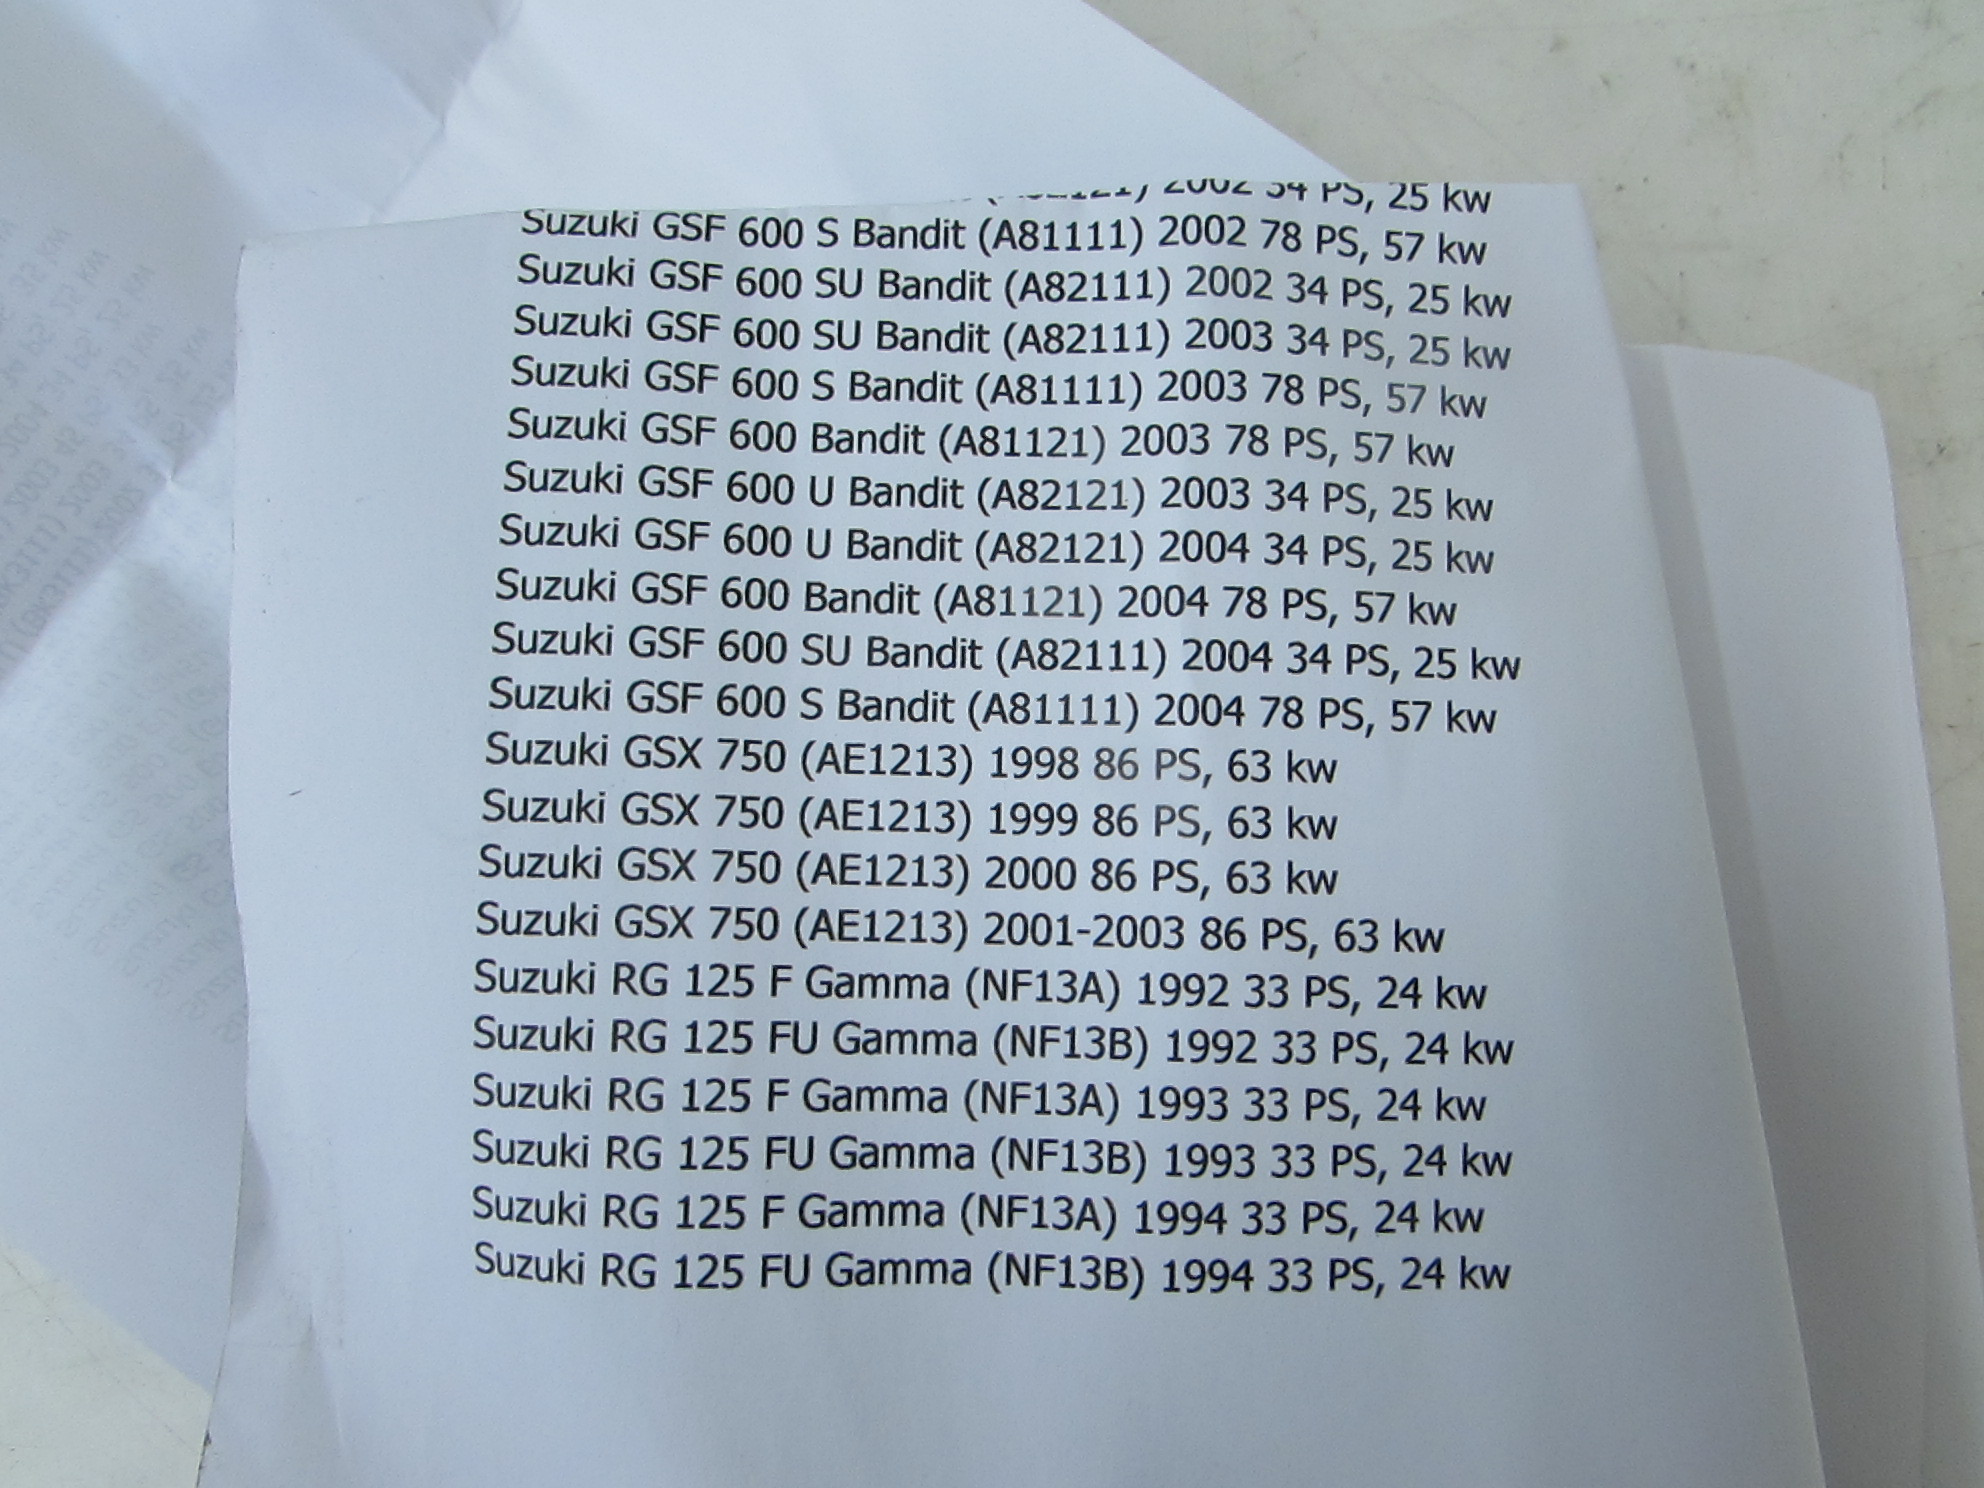 2002 34 PS, 25 kw
Suzuki GSF 600 S Bandit (A81111) 2002 78 PS, 57 kw
Suzuki GSF 600 SU Bandit (A82111) 2002 34 PS, 25 kw
Suzuki GSF 600 SU Bandit (A82111) 2003 34 PS, 25 kw
Suzuki GSF 600 S Bandit (A81111) 2003 78 PS, 57 kw
Suzuki GSF 600 Bandit (A81121) 2003 78 PS, 57 kw
Suzuki GSF 600 U Bandit (A82121) 2003 34 PS, 25 kw
Suzuki GSF 600 U Bandit (A82121) 2004 34 PS, 25 kw
Suzuki GSF 600 Bandit (A81121) 2004 78 PS, 57 kw
Suzuki GSF 600 SU Bandit (A82111) 2004 34 PS, 25 kw
Suzuki GSF 600 S Bandit (A81111) 2004 78 PS, 57 kw
Suzuki GSX 750 (AE1213) 1998 86 PS, 63 kw
Suzuki GSX 750 (AE1213) 1999 86 PS, 63 kw
Suzuki GSX 750 (AE1213) 2000 86 PS, 63 kw
Suzuki GSX 750 (AE1213) 2001-2003 86 PS, 63 kw
Suzuki RG 125 F Gamma (NF13A) 1992 33 PS, 24 kw
Suzuki RG 125 FU Gamma (NF13B) 1992 33 PS, 24 kw
Suzuki RG 125 F Gamma (NF13A) 1993 33 PS, 24 kw
Suzuki RG 125 FU Gamma (NF13B) 1993 33 PS, 24 kw
Suzuki RG 125 F Gamma (NF13A) 1994 33 PS, 24 kw
Suzuki RG 125 FU Gamma (NF13B) 1994 33 PS, 24 kw